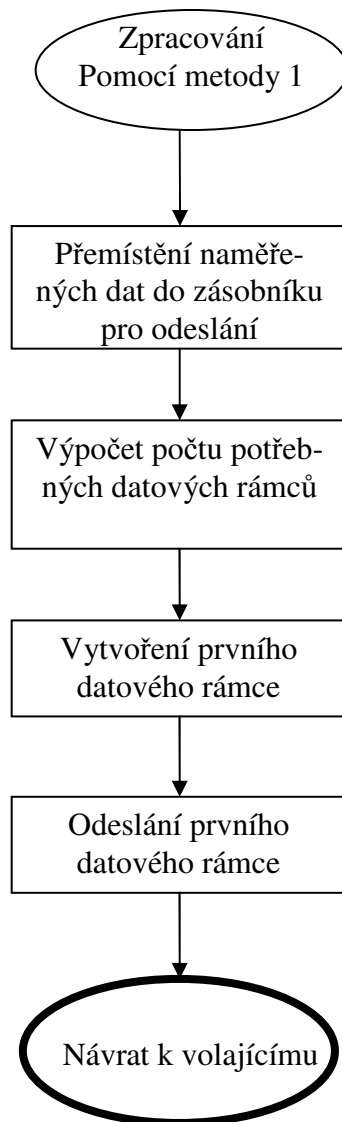 Zpracování
Pomocí metody 1
Přemístění naměře-
ných dat do zásobníku
pro odeslání
Výpočet počtu potřeb-
ných datových rámců
Vytvoření prvního
datového rámce
Odeslání prvního
datového rámce
Návrat k volajícímu